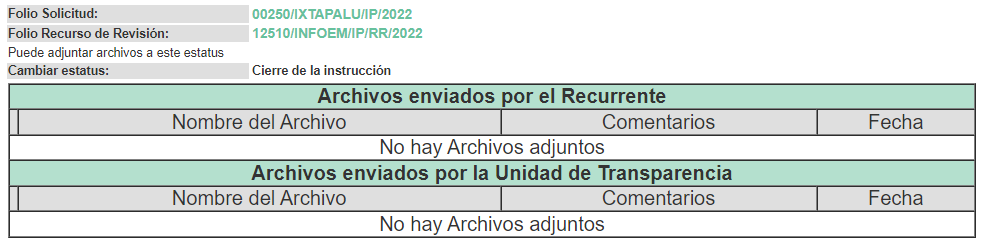 Folio Solicitud: 00250/IXTAPALU/IP/2022
Folio Recurso de Revisión: 12510/INFOEM/IP/RR/2022
Puede adjuntar archivos a este estatus
Cambiar estatus: Cierre de la instrucción
Archivos enviados por el Recurrente
Nombre del Archivo Comentarios Fecha
No hay Archivos adjuntos
Archivos enviados por la Unidad de Transparencia
Nombre del Archivo Comentarios Fecha
No hay Archivos adjuntos